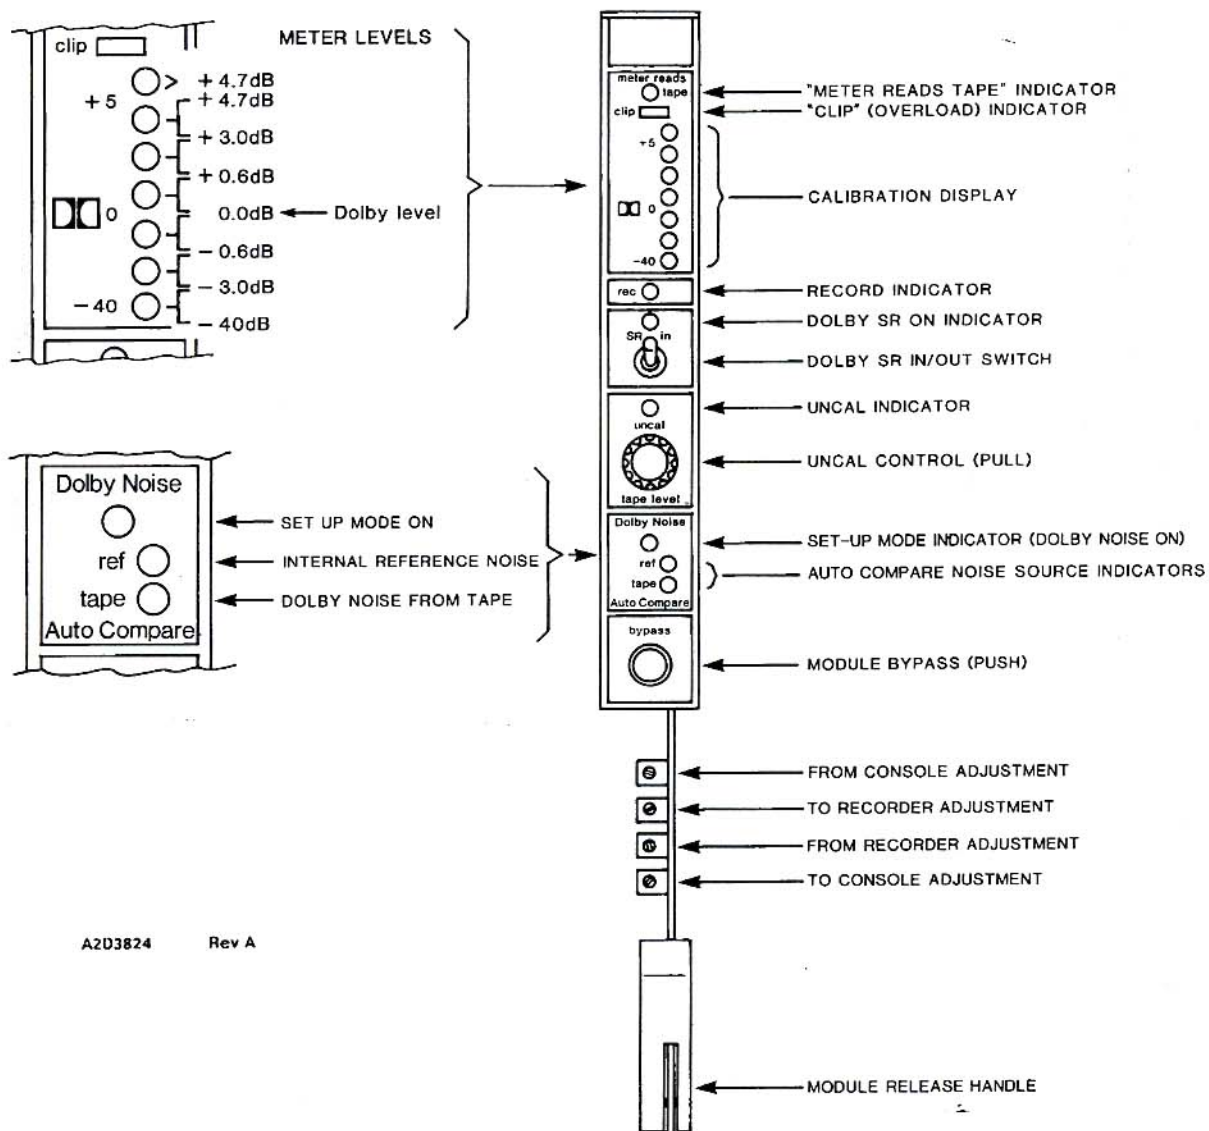 METER LEVELS
clip
> + 4.7dB
+5
+ 4.7dB
+ 3.0dB
+ 0.6dB
0
0.0dB
Dolby level
− 0.6dB
− 3.0dB
−40
− 40dB
Dolby Noise
ref
tape
Auto Compare
SET UP MODE ON
INTERNAL REFERENCE NOISE
DOLBY NOISE FROM TAPE
A2D3824 Rev A
meter reads
tape
clip
+5
0
−40
rec
SR in
uncal
tape level
Dolby Noise
ref
tape
Auto Compare
bypass
"METER READS TAPE" INDICATOR
"CLIP" (OVERLOAD) INDICATOR
CALIBRATION DISPLAY
RECORD INDICATOR
DOLBY SR ON INDICATOR
DOLBY SR IN/OUT SWITCH
UNCAL INDICATOR
UNCAL CONTROL (PULL)
SET-UP MODE INDICATOR (DOLBY NOISE ON)
AUTO COMPARE NOISE SOURCE INDICATORS
MODULE BYPASS (PUSH)
FROM CONSOLE ADJUSTMENT
TO RECORDER ADJUSTMENT
FROM RECORDER ADJUSTMENT
TO CONSOLE ADJUSTMENT
MODULE RELEASE HANDLE